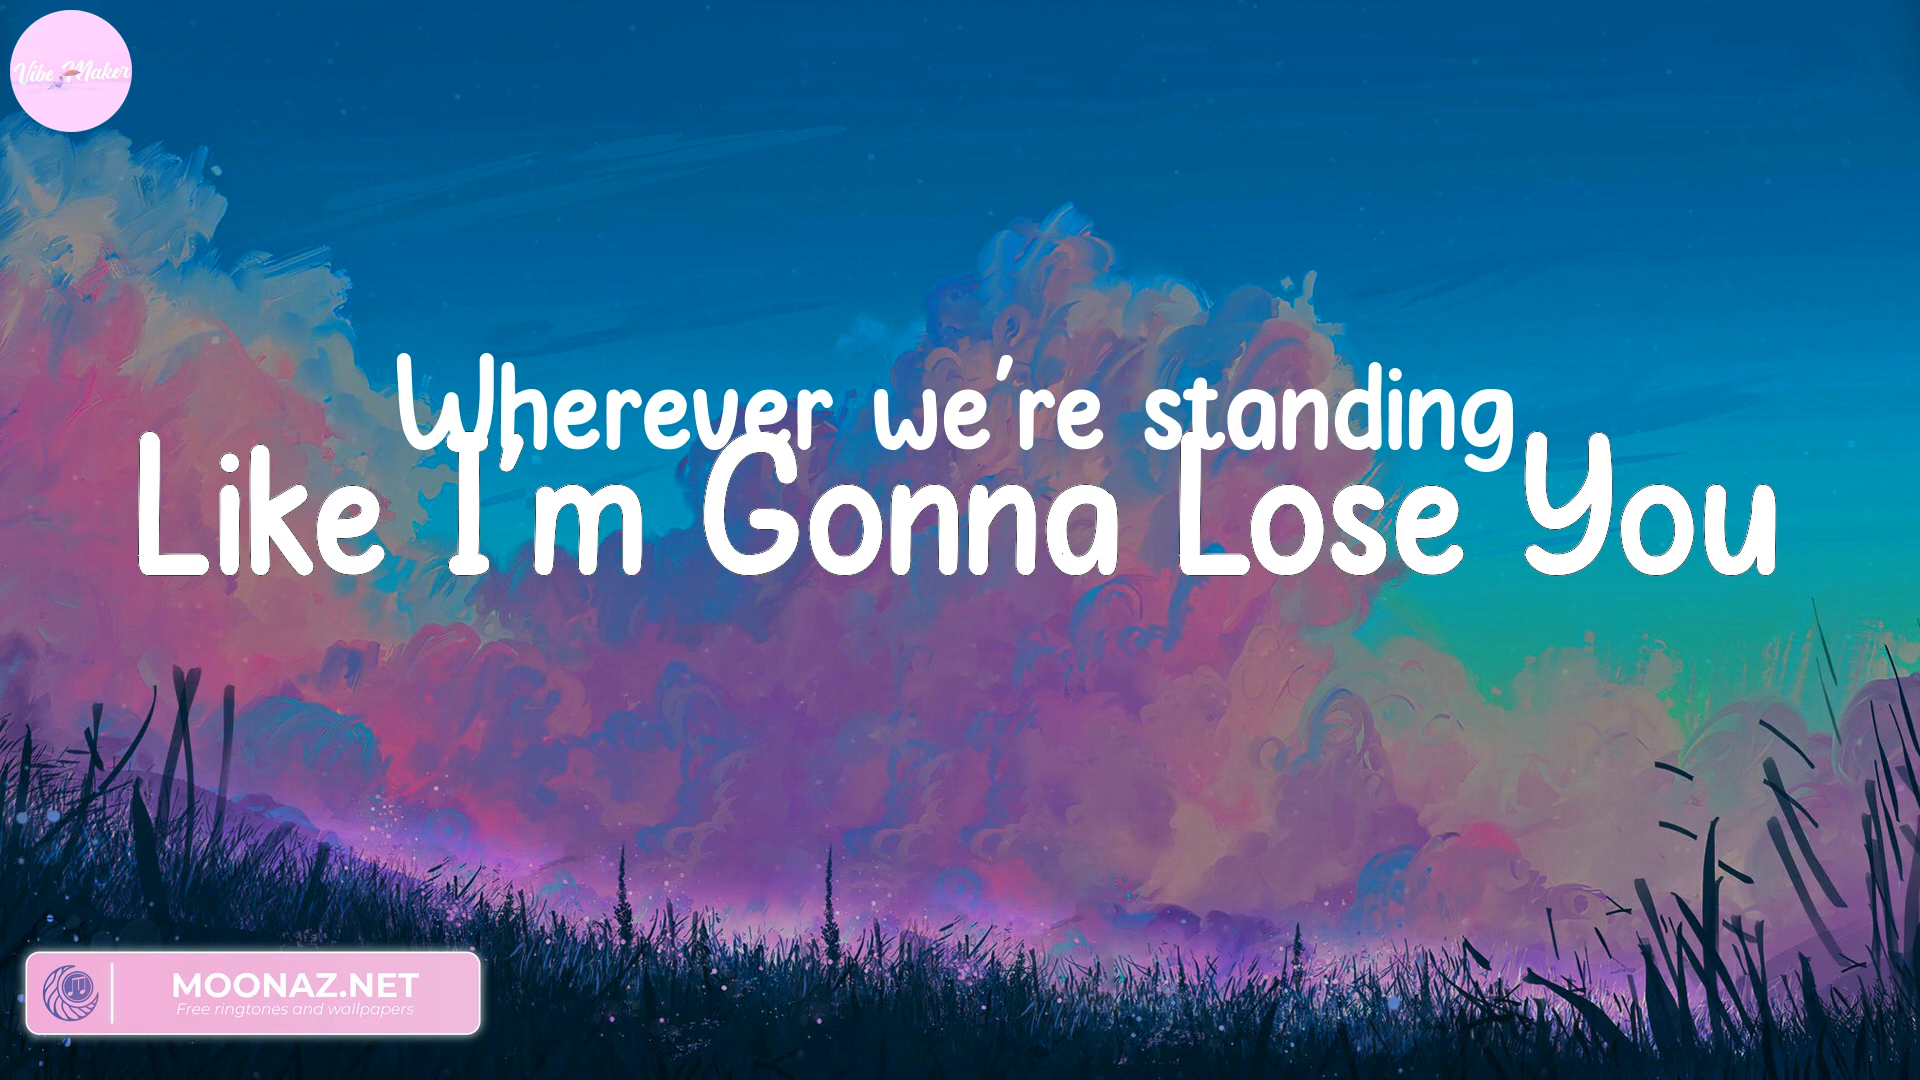 Vibe Maker
Wherever we're standing
Like I'm Gonna Lose You
MOONAZ.NET
Free ringtones and wallpapers